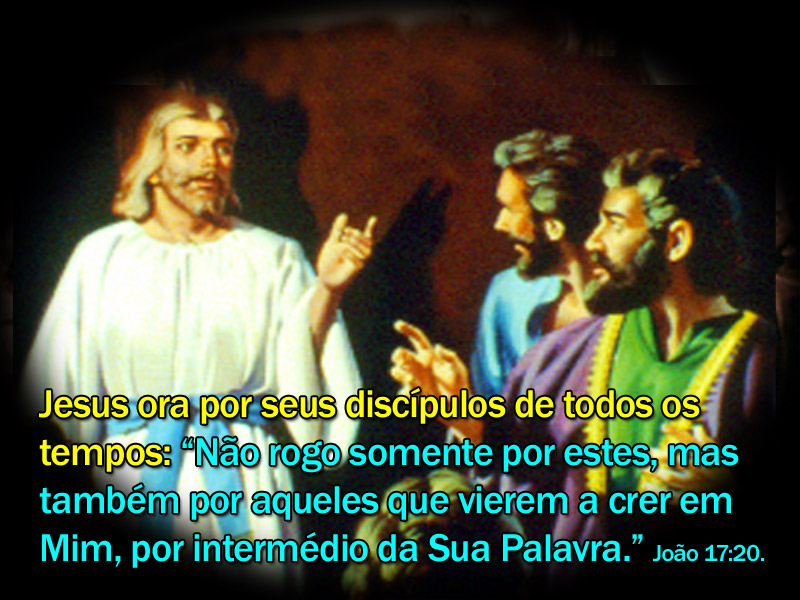 Jesus ora por seus discípulos de todos os
tempos: “Não rogo somente por estes, mas
também por aqueles que vierem a crer em
Mim, por intermédio da Sua Palavra.” João 17:20.